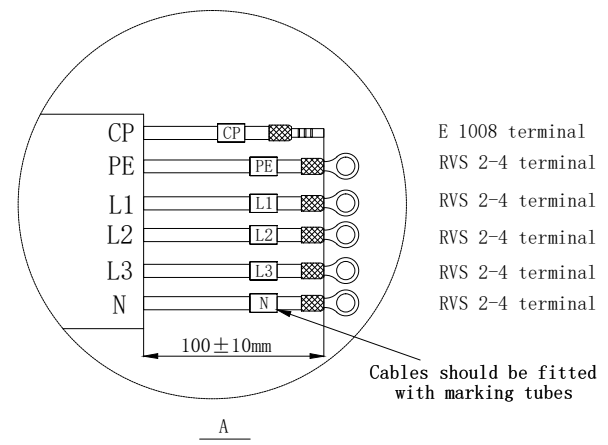 CP CP E 1008 terminal
PE PE RVS 2-4 terminal
L1 L1 RVS 2-4 terminal
L2 L2 RVS 2-4 terminal
L3 L3 RVS 2-4 terminal
N N RVS 2-4 terminal
100±10mm
Cables should be fitted
with marking tubes
A